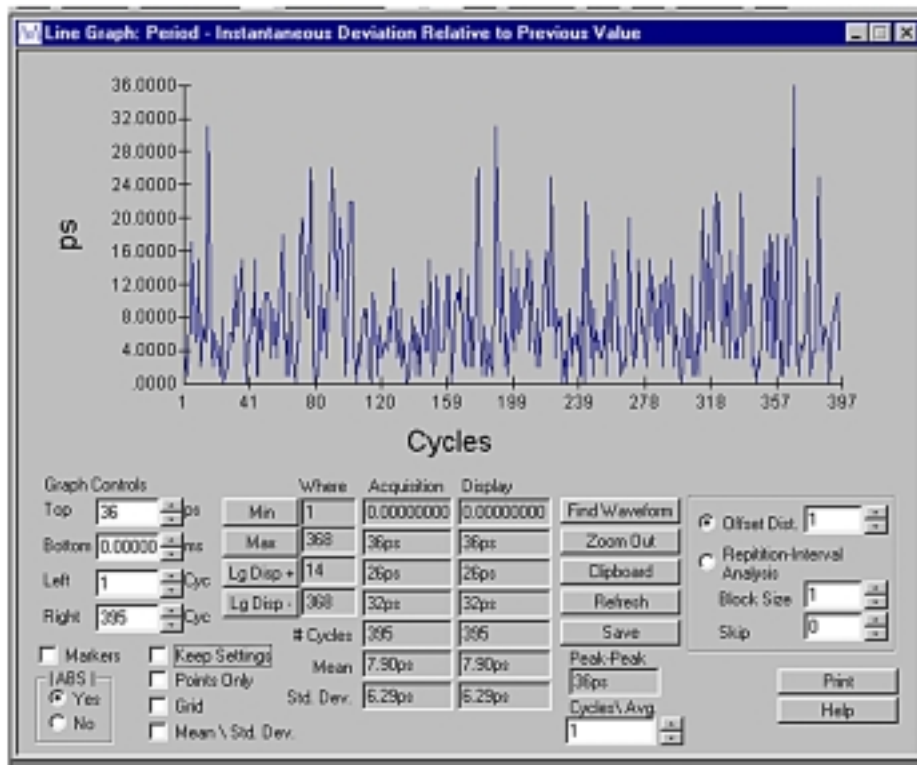 Line Graph: Period - Instantaneous Deviation Relative to Previous Value
36.0000
32.0000
28.0000
24.0000
20.0000
16.0000
12.0000
8.0000
4.0000
.0000
ps
1 41 80 120 159 199 239 278 318 357 397
Cycles
Graph Controls
Top 36 ps
Bottom 0.00000 ms
Left 1 Cyc
Right 395 Cyc
Markers
|ABS|
Yes
No
Keep Settings
Points Only
Grid
Mean \ Std. Dev.
Where Acquisition Display
Min 1 0.00000000 0.00000000
Max 368 36ps 36ps
Lg Disp + 14 26ps 26ps
Lg Disp - 368 32ps 32ps
# Cycles 395 395
Mean 7.90ps 7.90ps
Std. Dev. 6.29ps 6.29ps
Find Waveform
Zoom Out
Clipboard
Refresh
Save
Peak-Peak
36ps
Cycles\Avg
1
Offset Dist. 1
Repitition-Interval
Analysis
Block Size 1
Skip 0
Print
Help